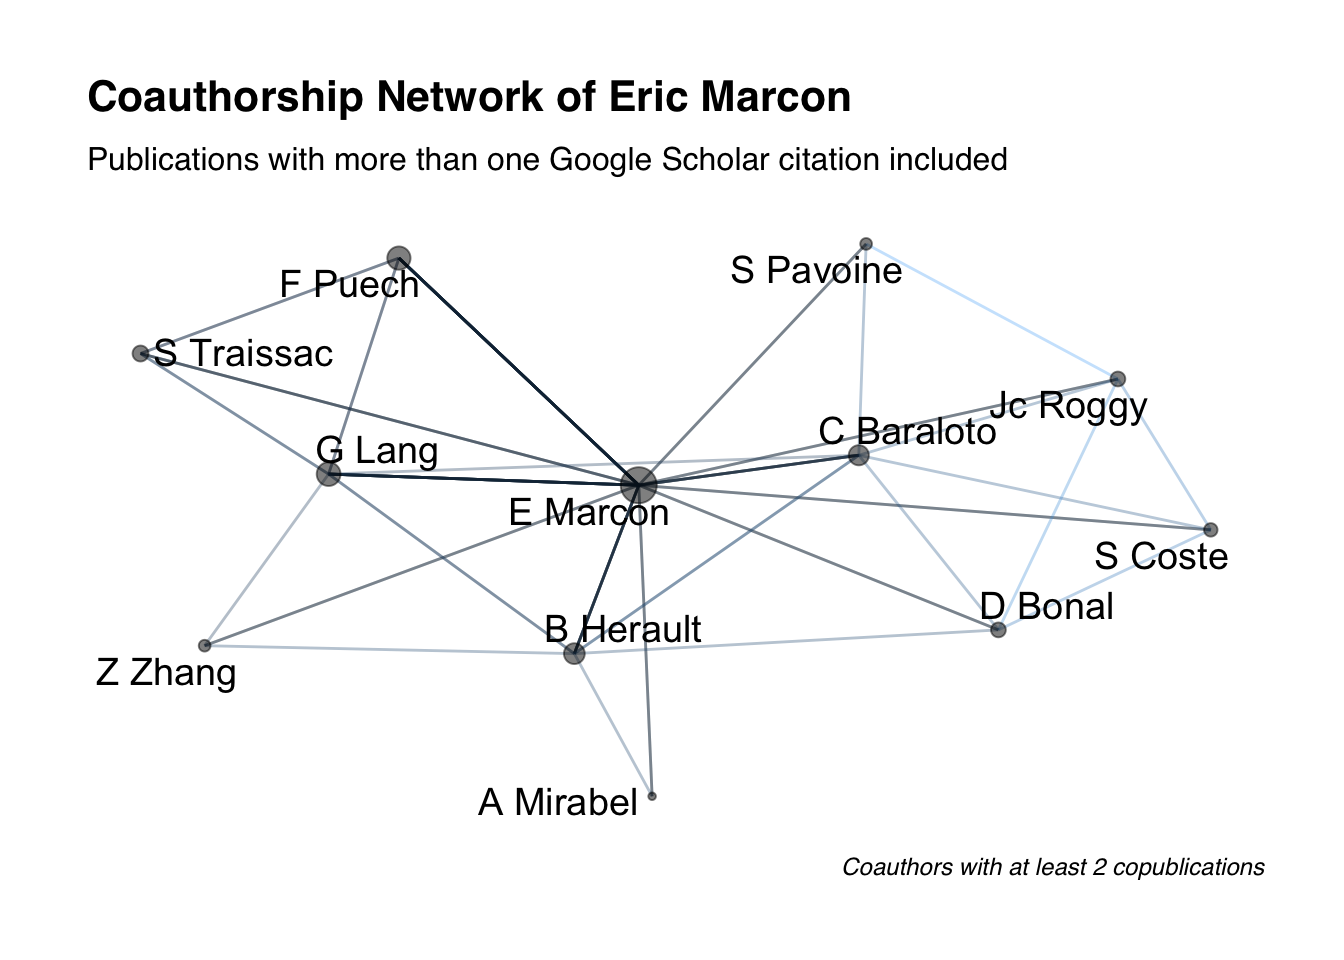 Coauthorship Network of Eric Marcon
Publications with more than one Google Scholar citation included
S Pavoine
F Puech
S Traissac
Jc Roggy
C Baraloto
G Lang
E Marcon
S Coste
D Bonal
B Herault
Z Zhang
A Mirabel
Coauthors with at least 2 copublications